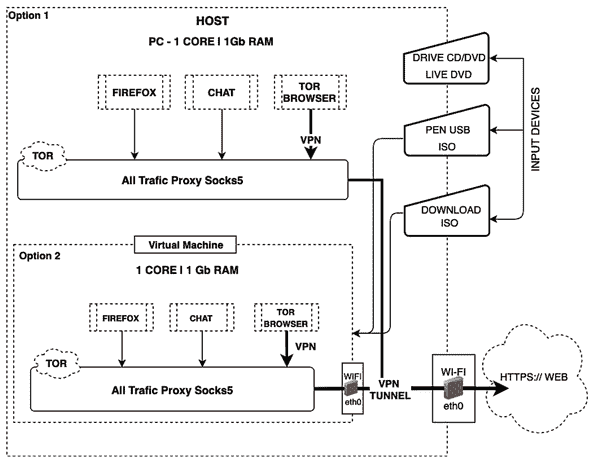 Option 1
HOST
PC - 1 CORE | 1Gb RAM
FIREFOX
CHAT
TOR
BROWSER
VPN
TOR
All Trafic Proxy Socks5
DRIVE CD/DVD
LIVE DVD
PEN USB
ISO
DOWNLOAD
ISO
INPUT DEVICES
Virtual Machine
Option 2
1 CORE | 1 Gb RAM
FIREFOX
CHAT
TOR
BROWSER
VPN
TOR
All Trafic Proxy Socks5
WIFI
eth0
VPN
TUNNEL
WI-FI
eth0
HTTPS:// WEB